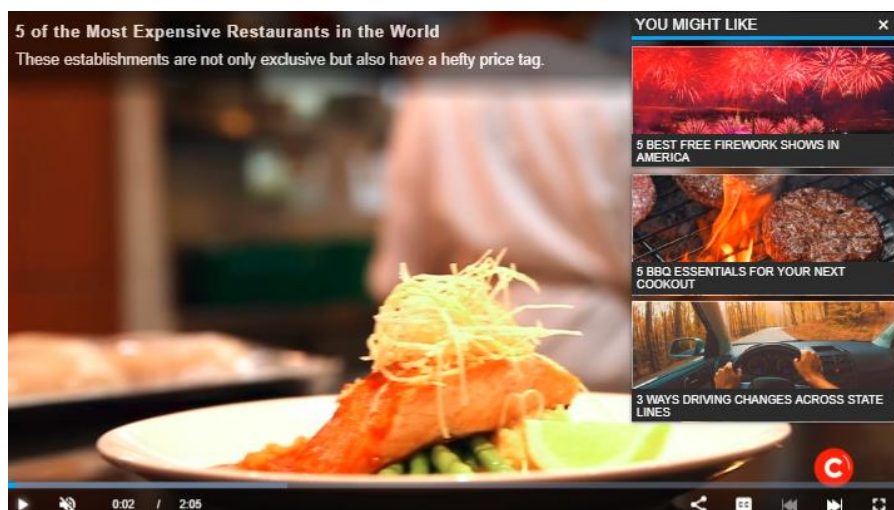 5 of the Most Expensive Restaurants in the World
These establishments are not only exclusive but also have a hefty price tag.
YOU MIGHT LIKE ×
5 BEST FREE FIREWORK SHOWS IN
AMERICA
5 BBQ ESSENTIALS FOR YOUR NEXT
COOKOUT
3 WAYS DRIVING CHANGES ACROSS STATE
LINES
C
0:02 / 2:05
CC